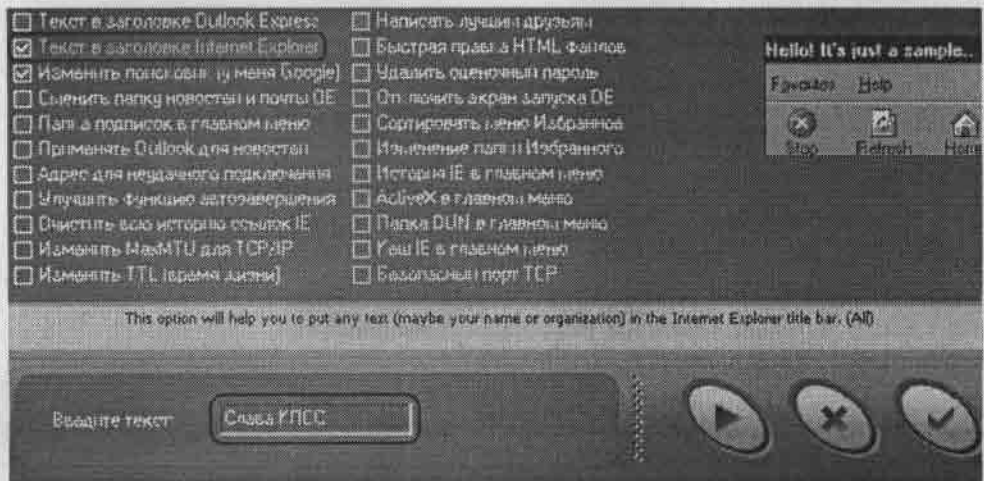 Текст в заголовке Outlook Express
Текст в заголовке Internet Explorer
Изменить поисковик (у меня Google)
Сменить папку новостей и почты OE
Папка подписок в главном меню
Применять Outlook для новостей
Адрес для неудачного подключения
Улучшить функцию автозавершения
Очистить всю историю ссылок IE
Изменить MaxMTU для TCP/IP
Изменить TTL (время жизни)
Написать лучшим друзьям
Быстрая правка HTML файлов
Удалить оценочный пароль
Отключить экран запуска OE
Сортировать меню Избранное
Изменение папки Избранного
История IE в главном меню
ActiveX в главном меню
Папка DUN в главном меню
Кэш IE в главном меню
Безопасный порт TCP
Hello! It's just a sample..
Favorites Help
Stop Refresh Home
This option will help you to put any text (maybe your name or organization) in the Internet Explorer title bar. (All)
Введите текст:
Слава КПСС